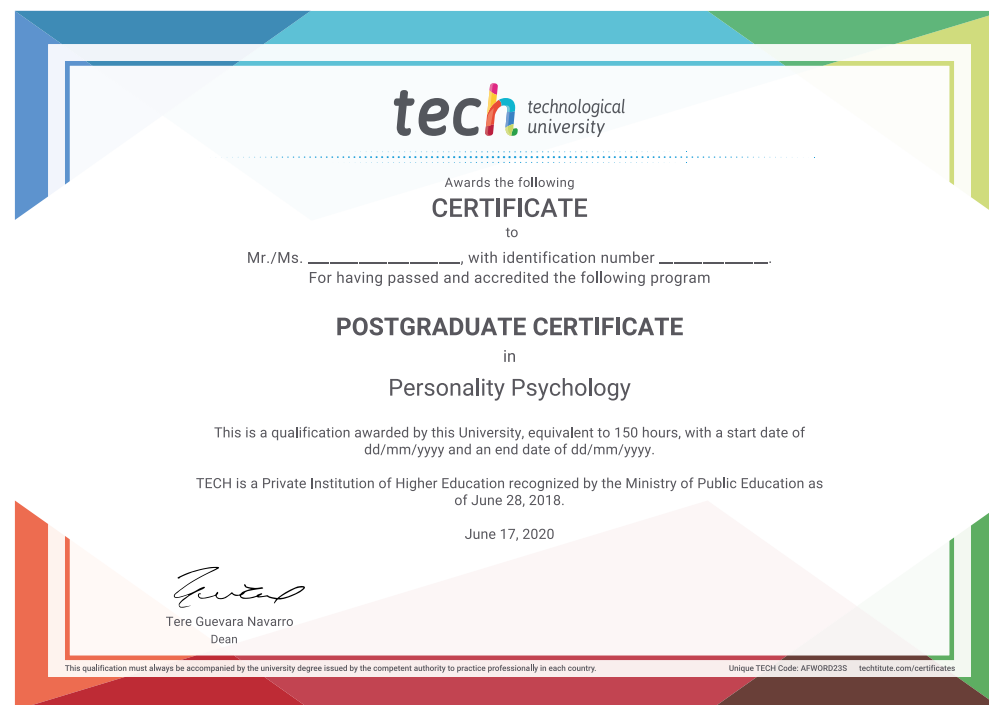 tech technological
university
Awards the following
CERTIFICATE
to
Mr./Ms. ____________________, with identification number ______________.
For having passed and accredited the following program
POSTGRADUATE CERTIFICATE
in
Personality Psychology
This is a qualification awarded by this University, equivalent to 150 hours, with a start date of
dd/mm/yyyy and an end date of dd/mm/yyyy.
TECH is a Private Institution of Higher Education recognized by the Ministry of Public Education as
of June 28, 2018.
June 17, 2020
Tere Guevara Navarro
Dean
This qualification must always be accompanied by the university degree issued by the competent authority to practice professionally in each country.
Unique TECH Code: AFWORD23S techtitute.com/certificates